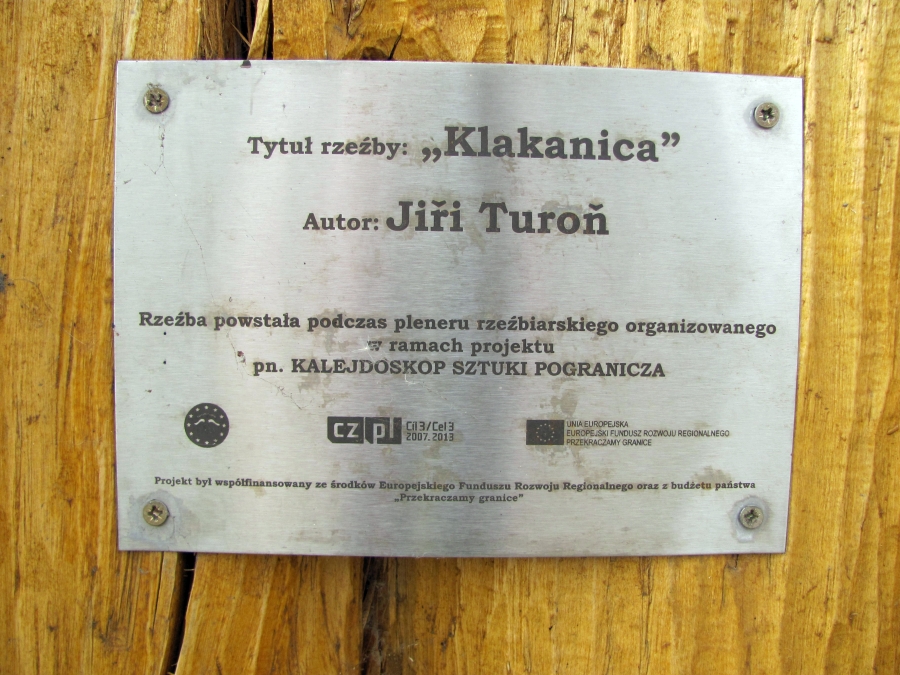 Tytuł rzeźby: „Klakanica”
Autor: Jiři Turoň
Rzeźba powstała podczas pleneru rzeźbiarskiego organizowanego
w ramach projektu
pn. KALEJDOSKOP SZTUKI POGRANICZA
cz pl Cíl 3/Cel 3
2007. 2013
UNIA EUROPEJSKA
EUROPEJSKI FUNDUSZ ROZWOJU REGIONALNEGO
PRZEKRACZAMY GRANICE
Projekt był współfinansowany ze środków Europejskiego Funduszu Rozwoju Regionalnego oraz z budżetu państwa
„Przekraczamy granice”